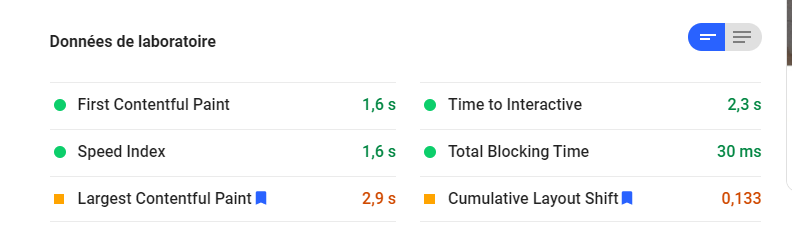 Données de laboratoire
First Contentful Paint 1,6 s
Time to Interactive 2,3 s
Speed Index 1,6 s
Total Blocking Time 30 ms
Largest Contentful Paint 2,9 s
Cumulative Layout Shift 0,133